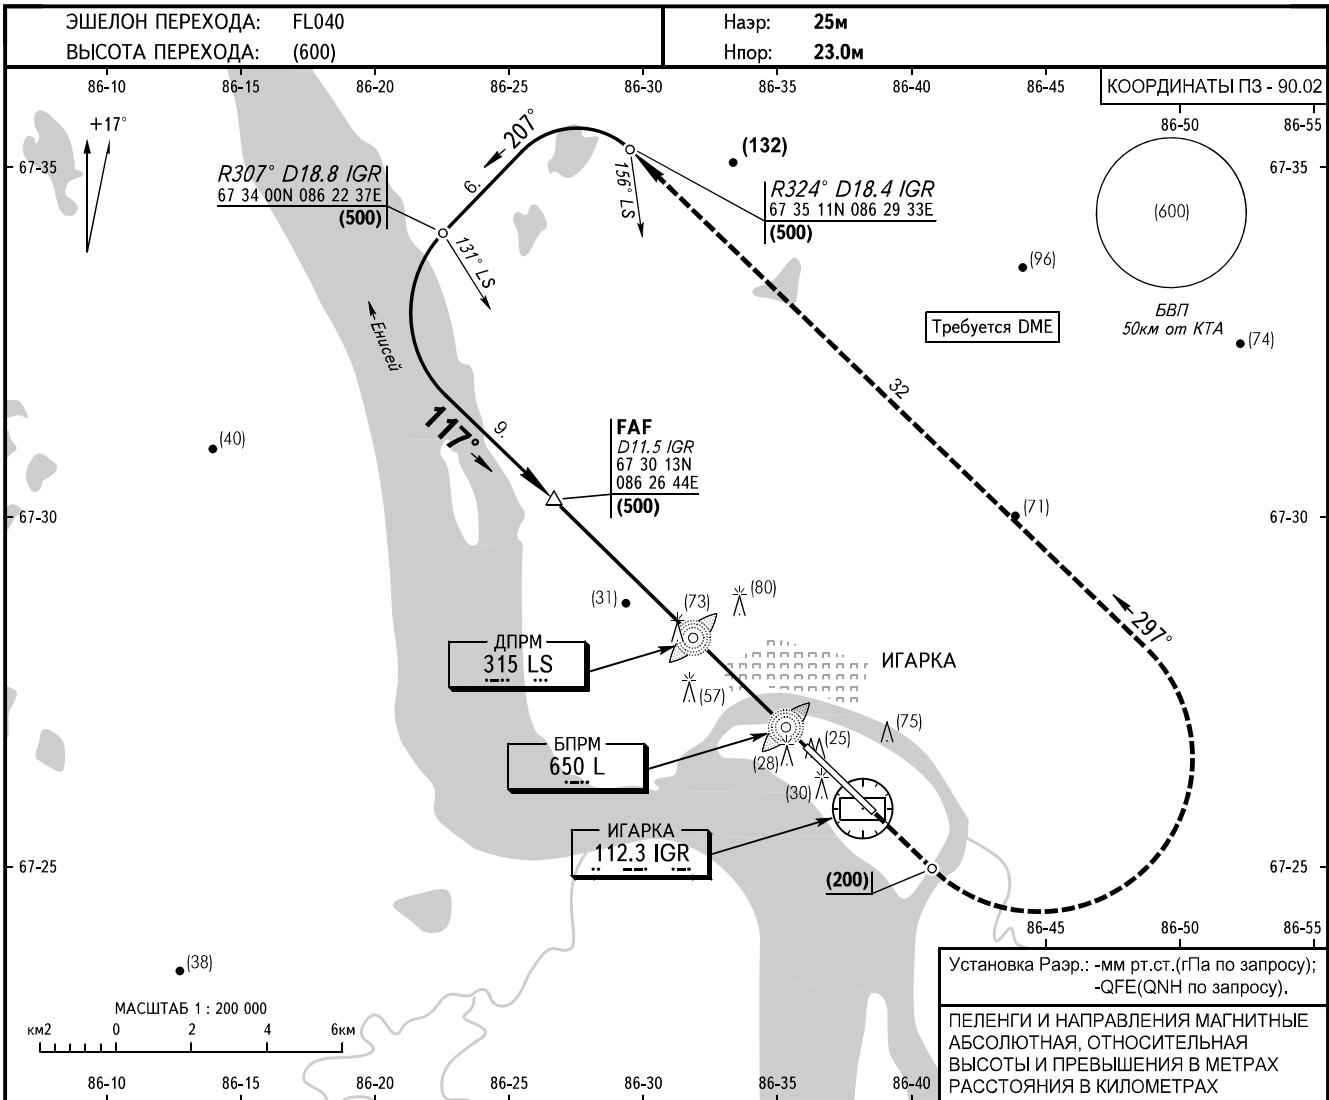 ЭШЕЛОН ПЕРЕХОДА: FL040
ВЫСОТА ПЕРЕХОДА: (600)
Наэр: 25м
Нпор: 23.0м
86-10 86-15 86-20 86-25 86-30 86-35 86-40 86-45
КООРДИНАТЫ ПЗ - 90.02
86-50 86-55
+17°
67-35
67-35
207°
(132)
R307° D18.8 IGR
67 34 00N 086 22 37E
(500)
6.
156° LS
R324° D18.4 IGR
67 35 11N 086 29 33E
(500)
(600)
131° LS
(96)
БВП
50км от КТА
Требуется DME
(74)
Енисей
32
117°
9.
(40)
FAF
D11.5 IGR
67 30 13N
086 26 44E
(500)
(71)
67-30
67-30
(31)
(73)
(80)
297°
ДПРМ
315 LS
ИГАРКА
(57)
(75)
БПРМ
650 L
(25)
(28)
(30)
ИГАРКА
112.3 IGR
67-25
67-25
(200)
86-45 86-50 86-55
(38)
Установка Раэр.: -мм рт.ст.(гПа по запросу);
-QFE(QNH по запросу).
МАСШТАБ 1 : 200 000
км2 0 2 4 6км
ПЕЛЕНГИ И НАПРАВЛЕНИЯ МАГНИТНЫЕ
АБСОЛЮТНАЯ, ОТНОСИТЕЛЬНАЯ
ВЫСОТЫ И ПРЕВЫШЕНИЯ В МЕТРАХ
РАССТОЯНИЯ В КИЛОМЕТРАХ
86-10 86-15 86-20 86-25 86-30 86-35 86-40